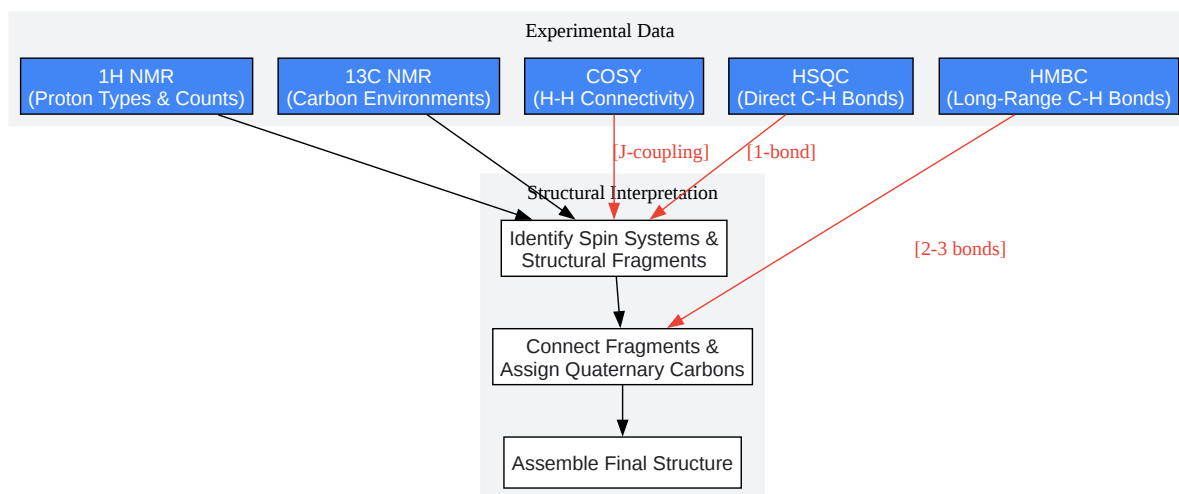 Experimental Data
1H NMR
(Proton Types & Counts)
13C NMR
(Carbon Environments)
COSY
(H-H Connectivity)
HSQC
(Direct C-H Bonds)
HMBC
(Long-Range C-H Bonds)
[J-coupling]
[1-bond]
Structural Interpretation
Identify Spin Systems &
Structural Fragments
[2-3 bonds]
Connect Fragments &
Assign Quaternary Carbons
Assemble Final Structure